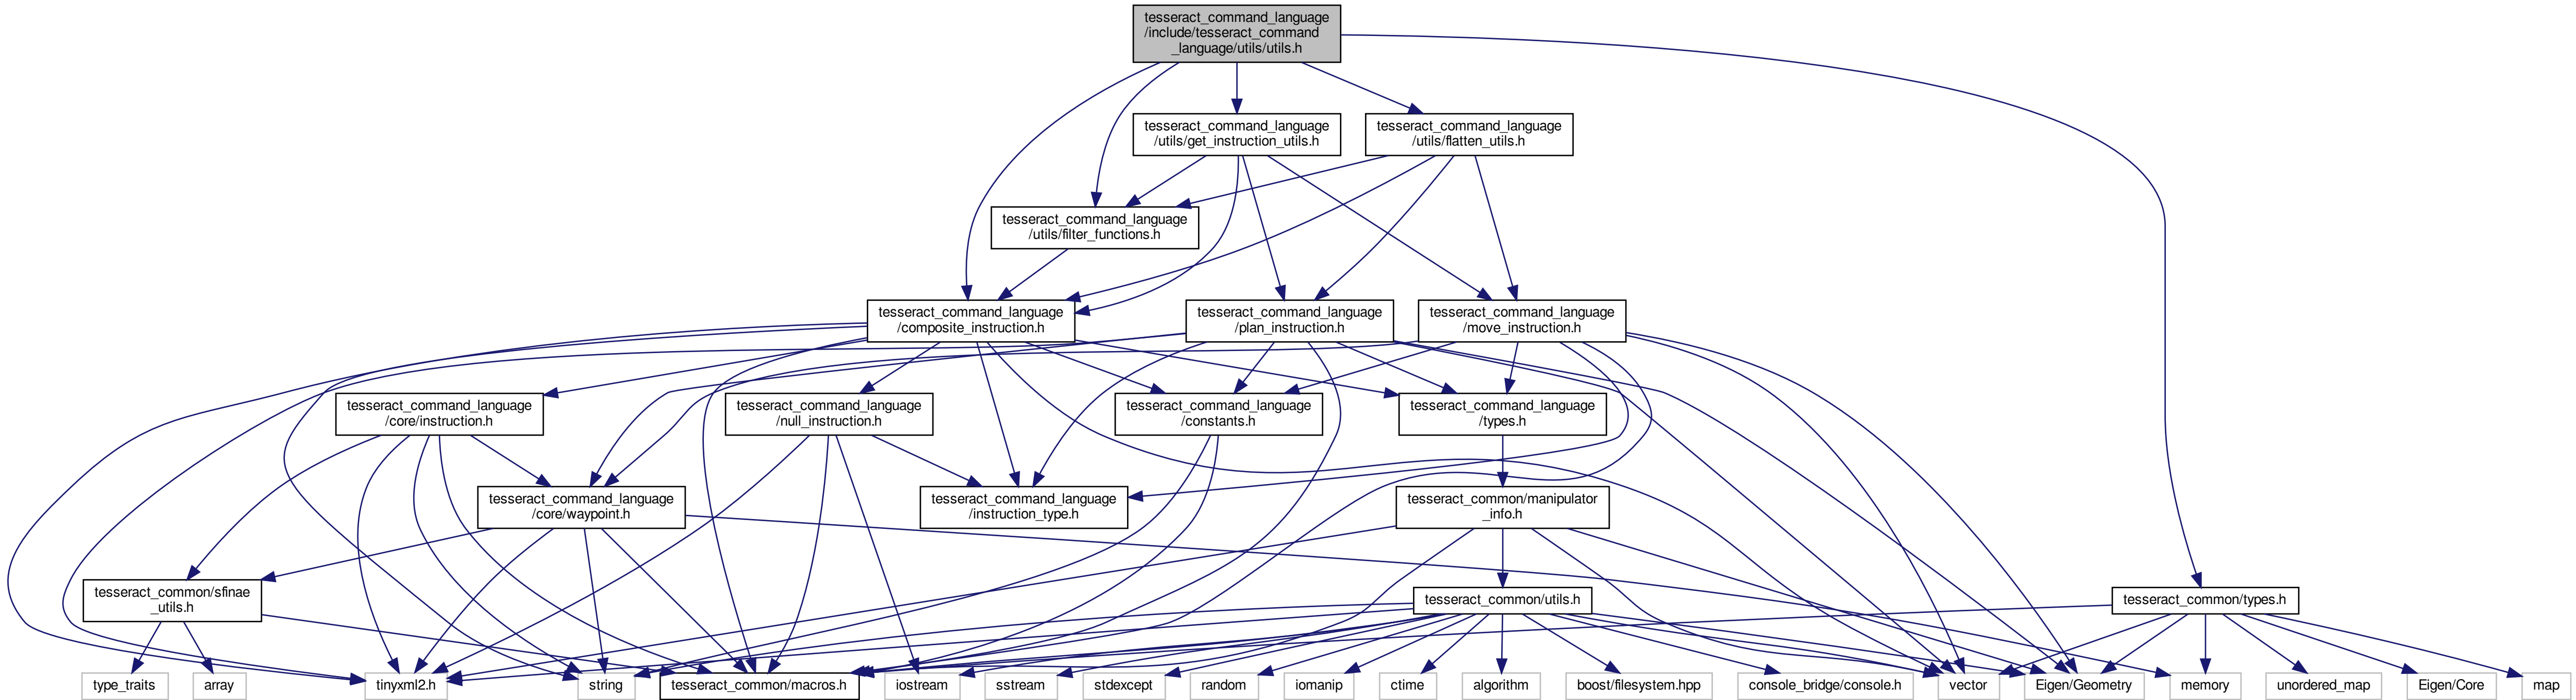 tesseract_command_language
/include/tesseract_command
_language/utils/utils.h
tesseract_command_language
/utils/get_instruction_utils.h
tesseract_command_language
/utils/flatten_utils.h
tesseract_command_language
/utils/filter_functions.h
tesseract_command_language
/composite_instruction.h
tesseract_command_language
/plan_instruction.h
tesseract_command_language
/move_instruction.h
tesseract_command_language
/core/instruction.h
tesseract_command_language
/null_instruction.h
tesseract_command_language
/constants.h
tesseract_command_language
/types.h
tesseract_command_language
/core/waypoint.h
tesseract_command_language
/instruction_type.h
tesseract_common/manipulator
_info.h
tesseract_common/sfinae
_utils.h
tesseract_common/utils.h
tesseract_common/types.h
type_traits
array
tinyxml2.h
string
tesseract_common/macros.h
iostream
sstream
stdexcept
random
iomanip
ctime
algorithm
boost/filesystem.hpp
console_bridge/console.h
vector
Eigen/Geometry
memory
unordered_map
Eigen/Core
map